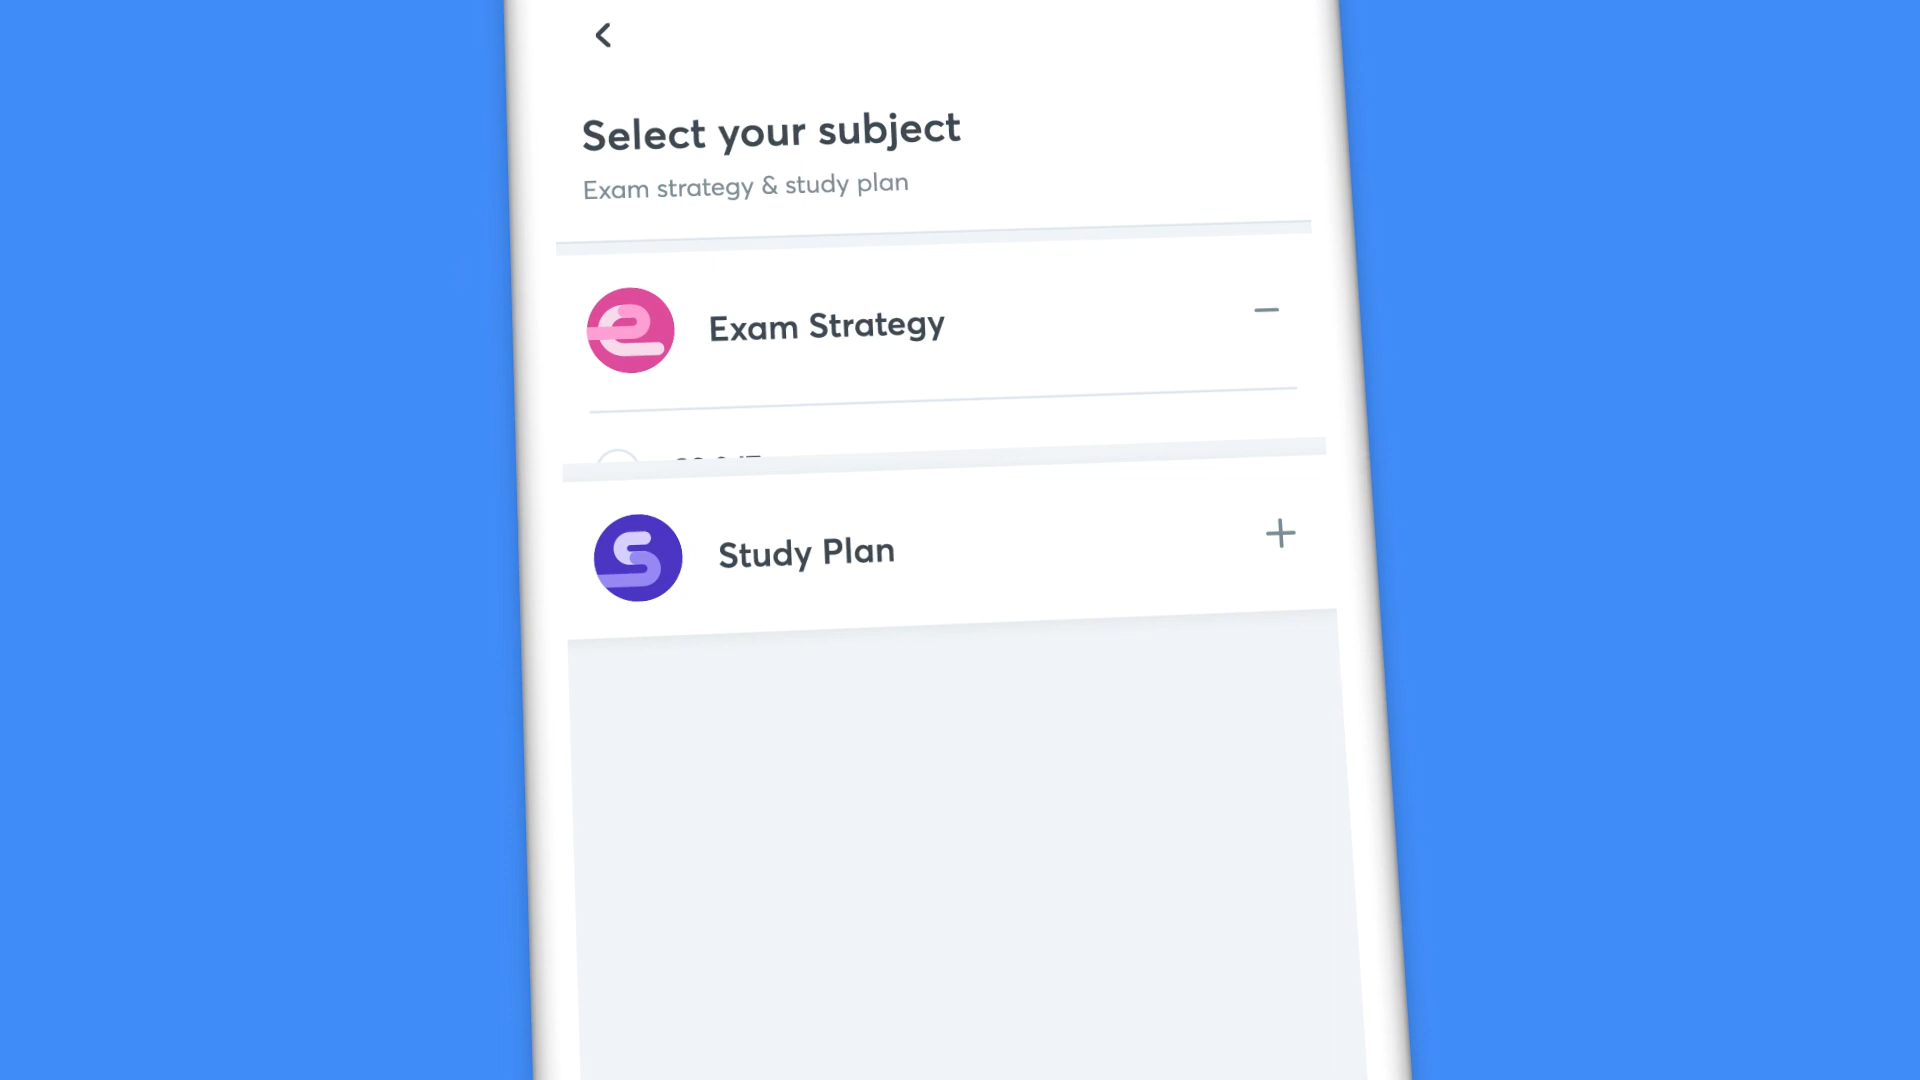 Select your subject
Exam strategy & study plan
Exam Strategy
Study Plan